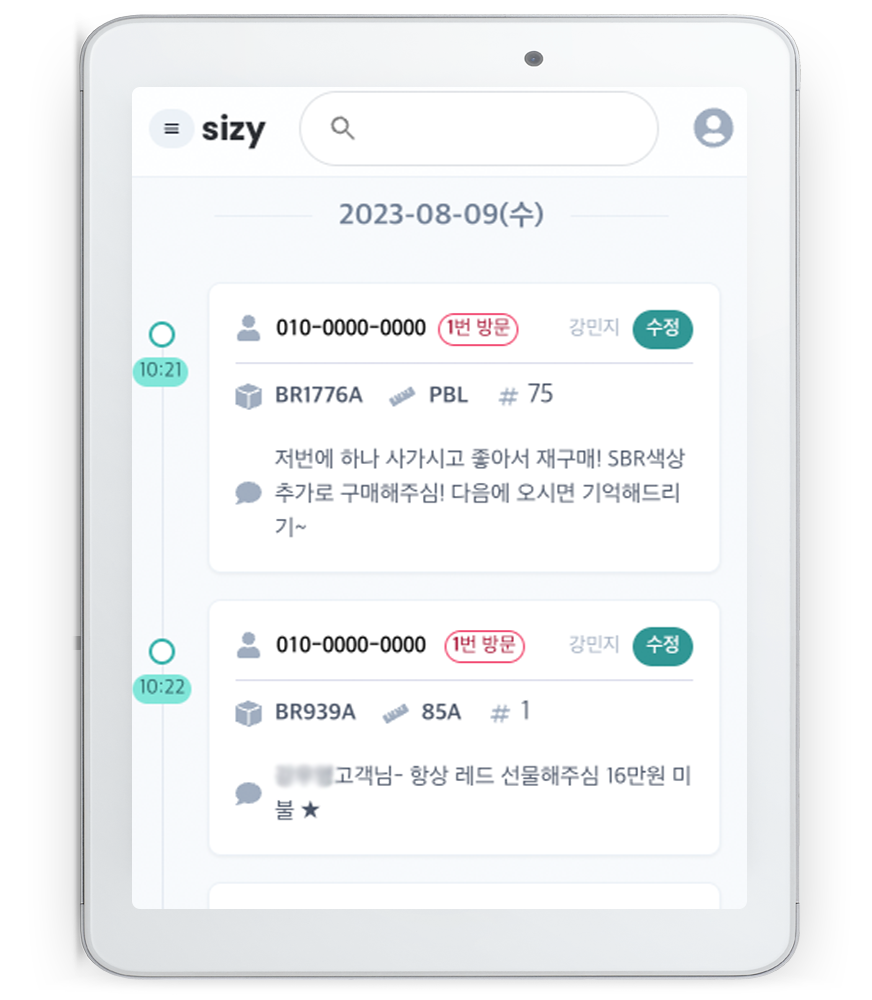 sizy
2023-08-09(수)
010-0000-0000 1번 방문 강민지 수정
10:21
BR1776A PBL # 75
저번에 하나 사가시고 좋아서 재구매! SBR색상
추가로 구매해주심! 다음에 오시면 기억해드리
기~
010-0000-0000 1번 방문 강민지 수정
10:22
BR939A 85A # 1
고객님- 항상 레드 선물해주심 16만원 미
불 ★